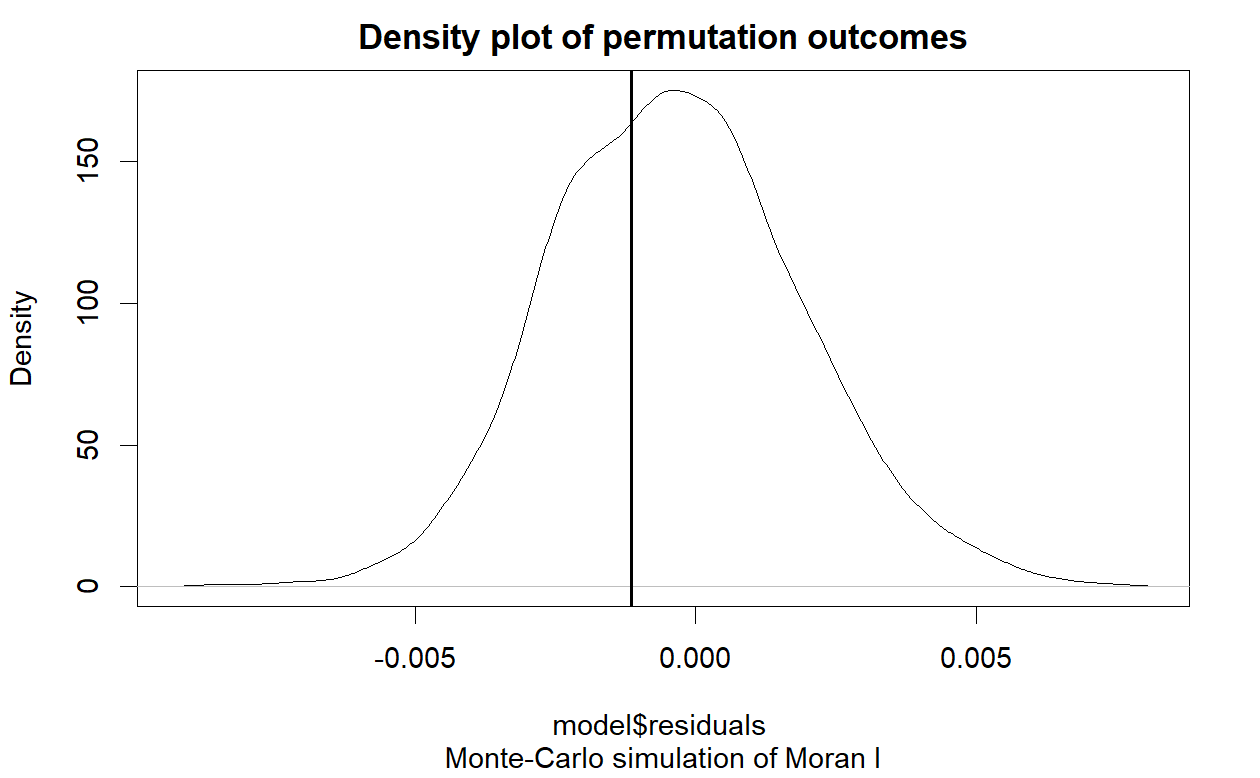 Density plot of permutation outcomes
Density
150
100
50
0
-0.005
0.000
0.005
model$residuals
Monte-Carlo simulation of Moran I